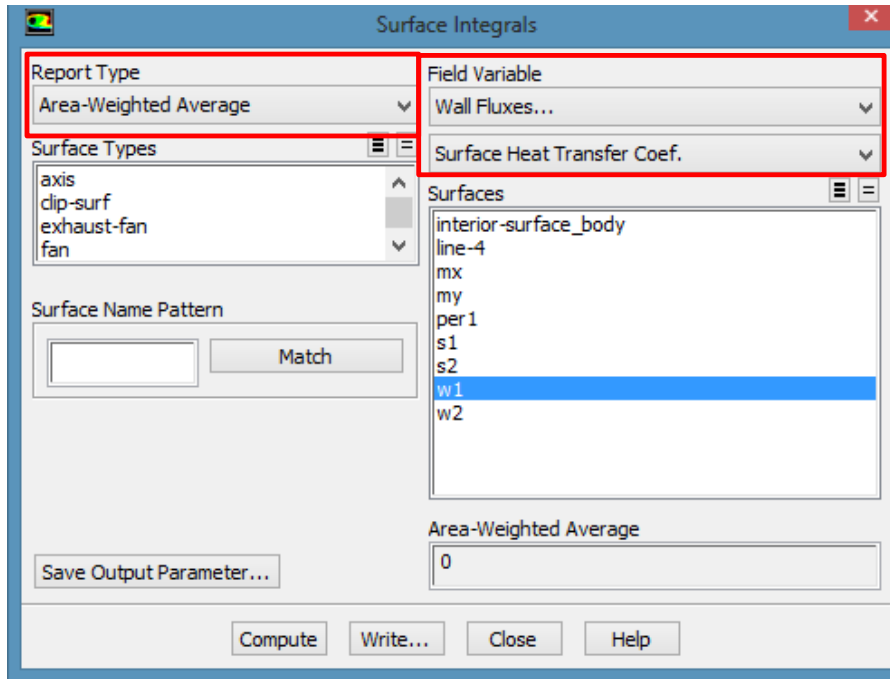 Surface Integrals
Report Type
Area-Weighted Average
Surface Types
axis
clip-surf
exhaust-fan
fan
Surface Name Pattern
Match
Save Output Parameter...
Field Variable
Wall Fluxes...
Surface Heat Transfer Coef.
Surfaces
interior-surface_body
line-4
mx
my
per1
s1
s2
w1
w2
Area-Weighted Average
0
Compute Write... Close Help